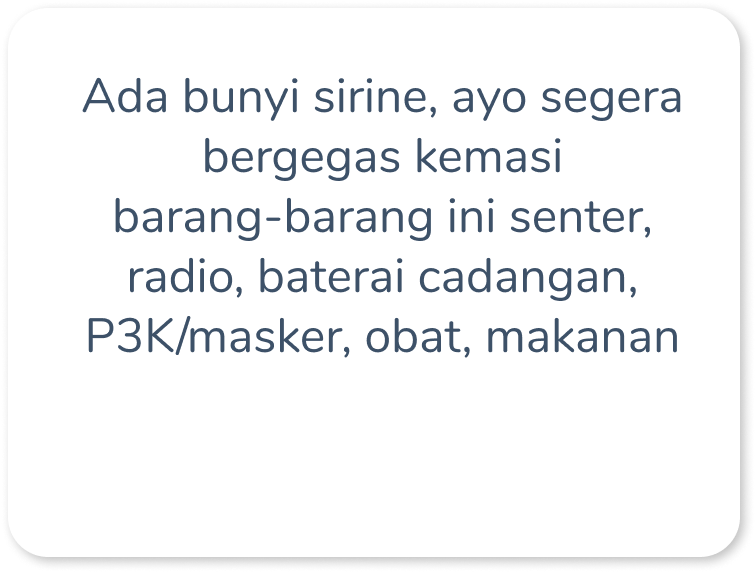 Ada bunyi sirine, ayo segera
bergegas kemasi
barang-barang ini senter,
radio, baterai cadangan,
P3K/masker, obat, makanan